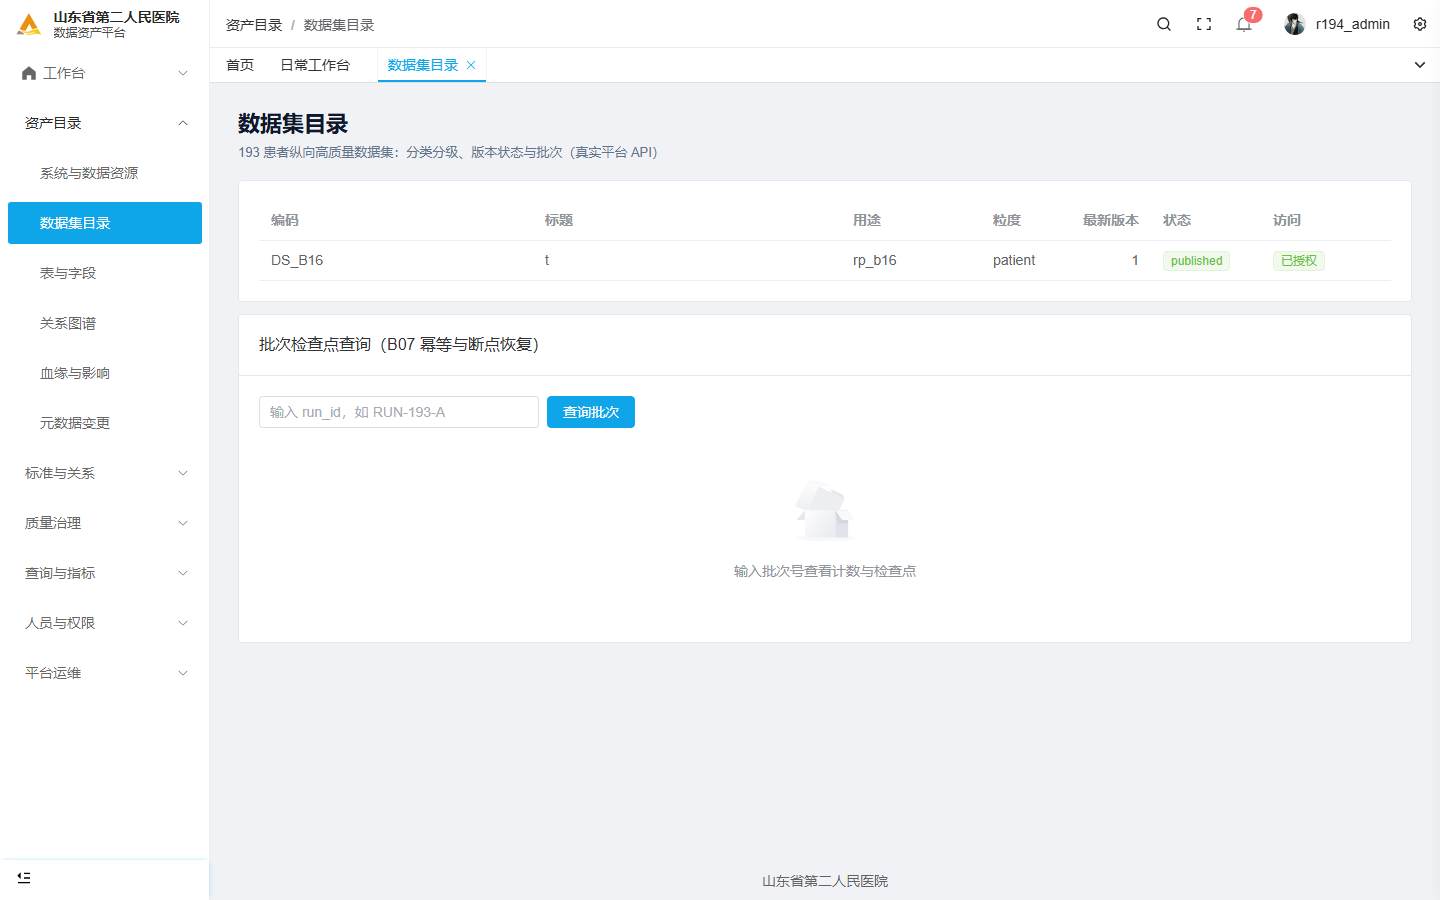 山东省第二人民医院
数据资产平台
工作台
资产目录
系统与数据资源
数据集目录
表与字段
关系图谱
血缘与影响
元数据变更
标准与关系
质量治理
查询与指标
人员与权限
平台运维
资产目录 / 数据集目录
7
r194_admin
首页 日常工作台 数据集目录
数据集目录
193 患者纵向高质量数据集：分类分级、版本状态与批次（真实平台 API）
编码 标题 用途 粒度 最新版本 状态 访问
DS_B16 t rp_b16 patient 1 published 已授权
批次检查点查询（B07 幂等与断点恢复）
输入 run_id，如 RUN-193-A 查询批次
输入批次号查看计数与检查点
山东省第二人民医院